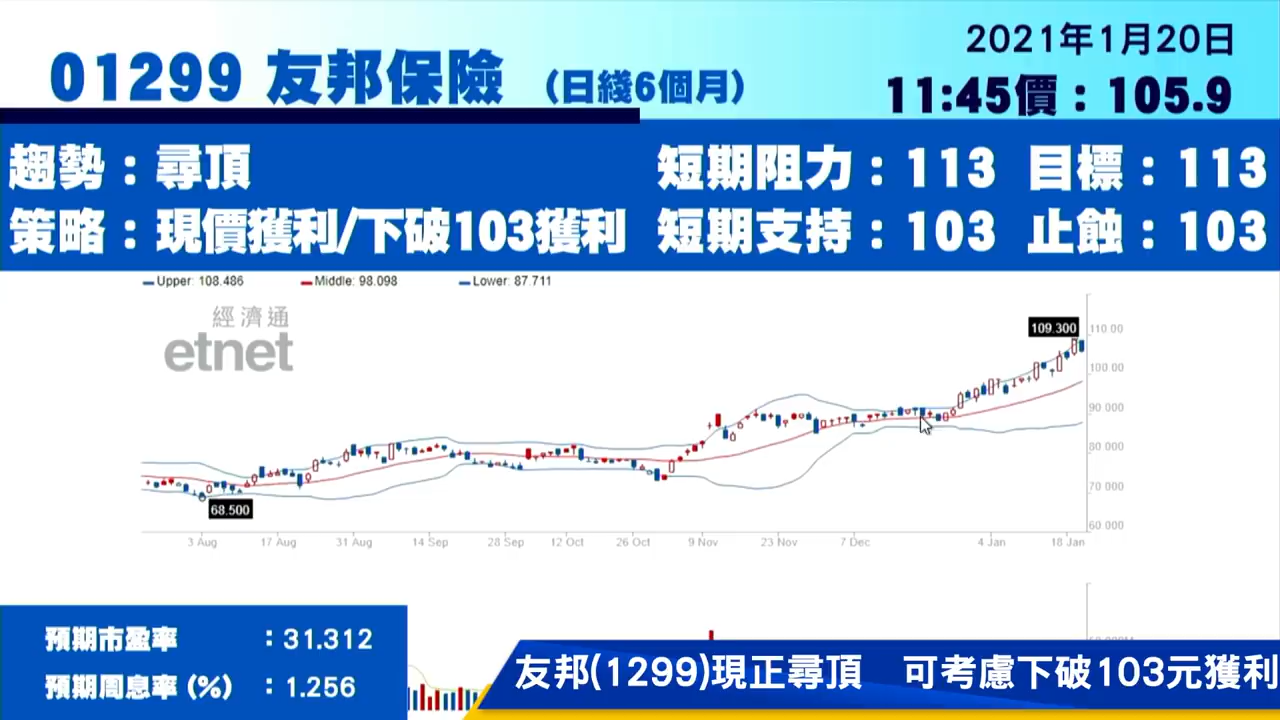 01299 友邦保險 (日綫6個月)
2021年1月20日
11:45價：105.9
趨勢：尋頂
短期阻力：113 目標：113
策略：現價獲利/下破103獲利
短期支持：103 止蝕：103
Upper: 108.486 Middle: 98.098 Lower: 87.711
經濟通
etnet
109.300
110 00
100 00
90 000
80 000
70 000
60 000
68.500
3 Aug 17 Aug 31 Aug 14 Sep 28 Sep 12 Oct 26 Oct 9 Nov 23 Nov 7 Dec 4 Jan 18 Jan
預期市盈率 ：31.312
預期周息率 (%) ：1.256
友邦(1299)現正尋頂 可考慮下破103元獲利